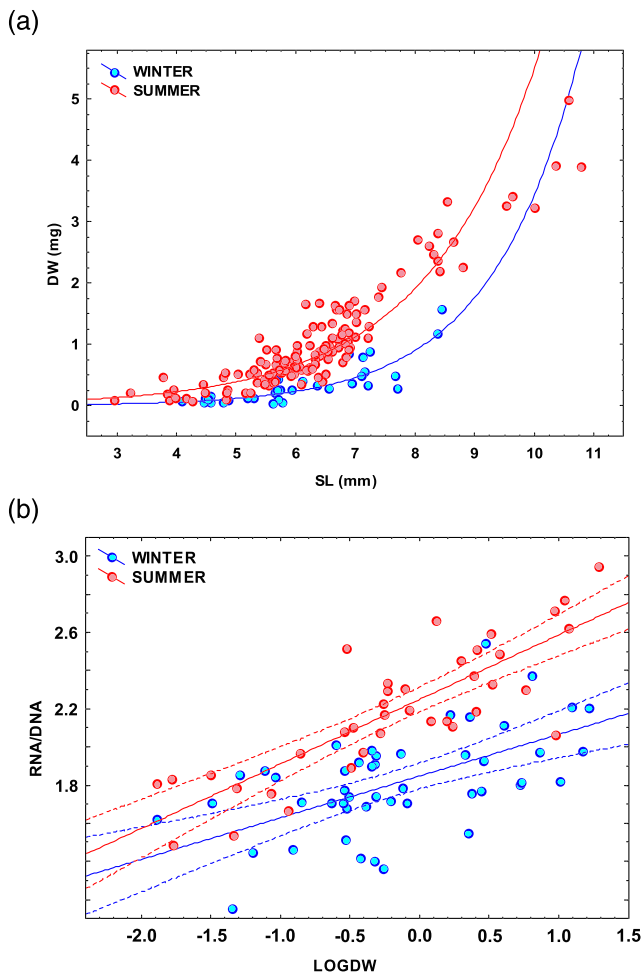 (a)
WINTER
SUMMER
5
4
3
2
1
0
DW (mg)
3 4 5 6 7 8 9 10 11
SL (mm)
(b)
WINTER
SUMMER
3.0
2.6
2.2
1.8
RNA/DNA
-2.0 -1.5 -1.0 -0.5 0.0 0.5 1.0 1.5
LOGDW